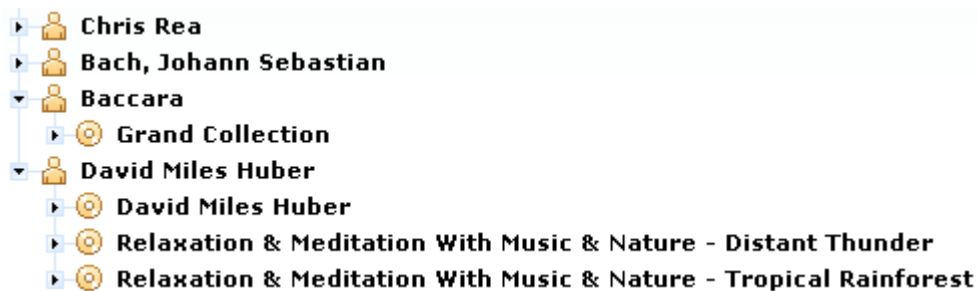 Chris Rea
Bach, Johann Sebastian
Baccara
Grand Collection
David Miles Huber
David Miles Huber
Relaxation & Meditation With Music & Nature - Distant Thunder
Relaxation & Meditation With Music & Nature - Tropical Rainforest